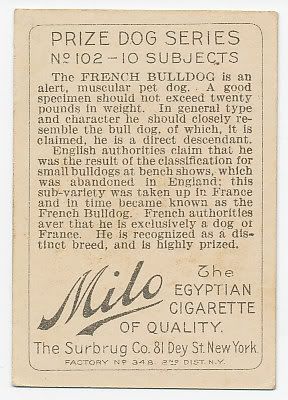 PRIZE DOG SERIES
No 102 - 10 SUBJECTS
The FRENCH BULLDOG is an
alert, muscular pet dog. A good
specimen should not exceed twenty
pounds in weight. In general type
and character he should closely re-
semble the bull dog, of which, it is
claimed, he is a direct descendant.
English authorities claim that he
was the result of the classification for
small bulldogs at bench shows, which
was abandoned in England; this
sub-variety was taken up in France
and in time became known as the
French Bulldog. French authorities
aver that he is exclusively a dog of
France. He is recognized as a dis-
tinct breed, and is highly prized.
Milo The
EGYPTIAN
CIGARETTE
OF QUALITY.
The Surbrug Co. 81 Dey St. New York.
FACTORY No 348. 2ND DIST. N.Y.